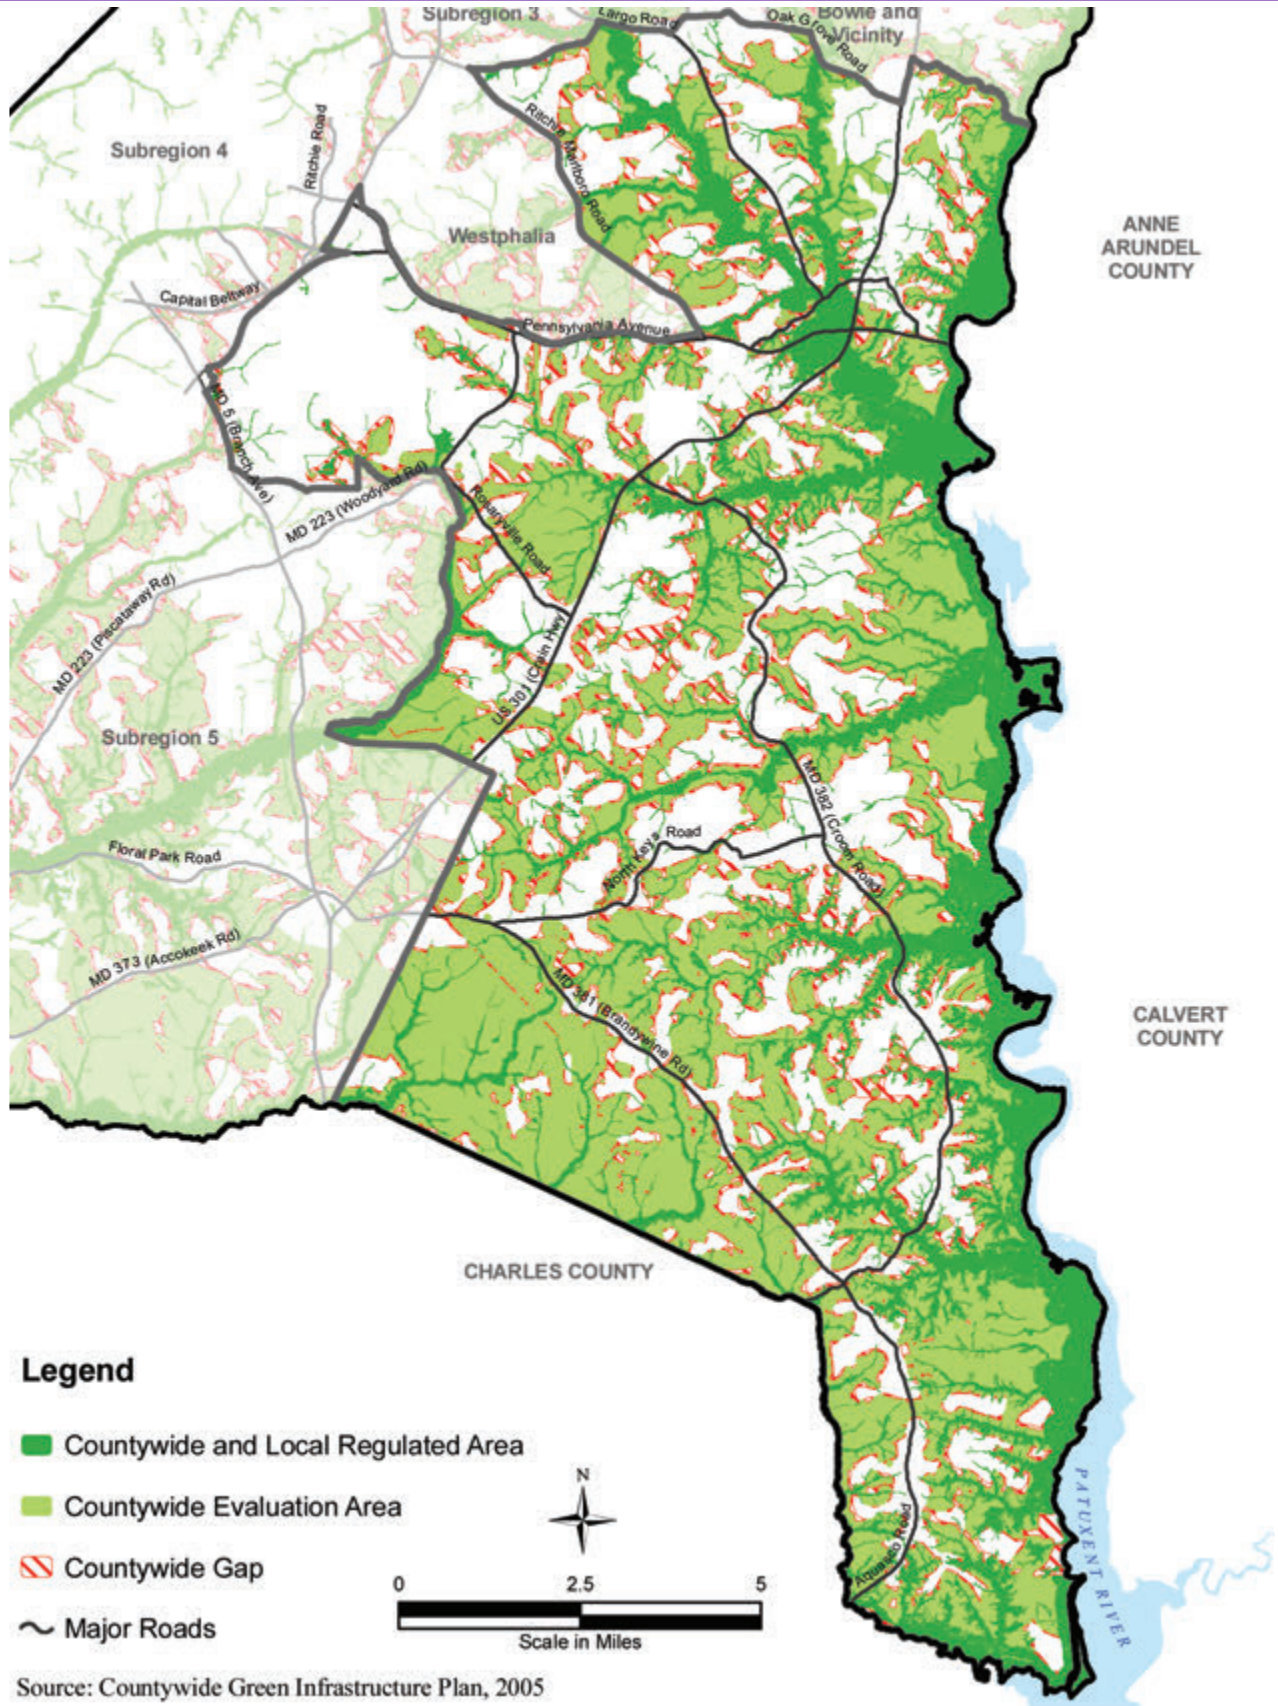 Subregion 3
Largo Road
Oak Grove Road
Bowie and
Vicinity
Ritchie Road
Ritchie Marlboro Road
Subregion 4
Westphalia
ANNE
ARUNDEL
COUNTY
Capital Beltway
Pennsylvania Avenue
MD 5 (Branch Ave)
MD 223 (Woodyard Rd)
Rosaryville Road
MD 223 (Piscataway Rd)
US 301 (Crain Hwy)
Subregion 5
MD 382 (Croom Road)
North Keys Road
Floral Park Road
MD 373 (Accokeek Rd)
MD 381 (Brandywine Rd)
CALVERT
COUNTY
CHARLES COUNTY
Legend
Countywide and Local Regulated Area
Countywide Evaluation Area
Countywide Gap
Major Roads
N
0 2.5 5
Scale in Miles
Aquasco Road
PATUXENT RIVER
Source: Countywide Green Infrastructure Plan, 2005